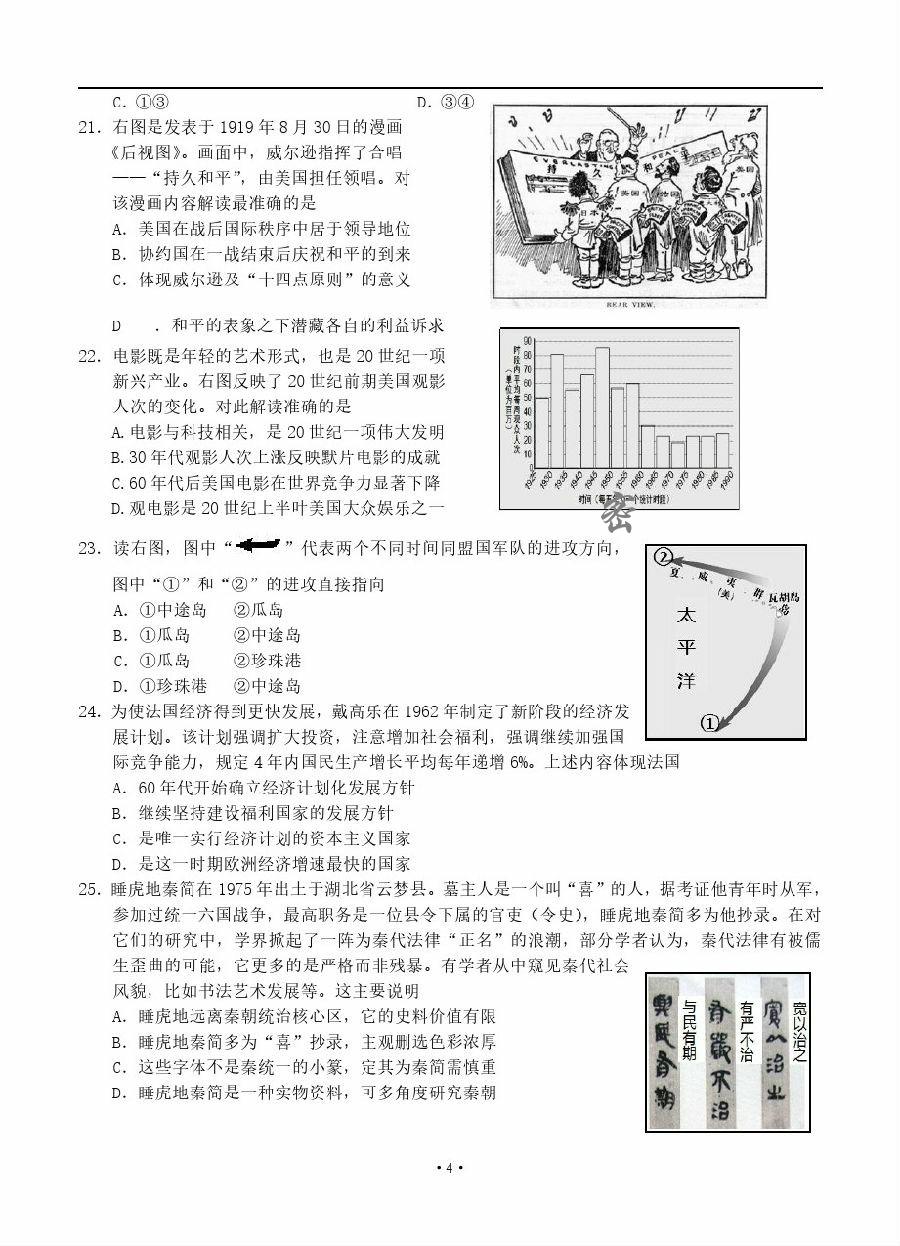 C．①③ D．③④
21．右图是发表于 1919 年 8 月 30 日的漫画
《后视图》。画面中，威尔逊指挥了合唱
——“持久和平”，由美国担任领唱。对
该漫画内容解读最准确的是
A．美国在战后国际秩序中居于领导地位
B．协约国在一战结束后庆祝和平的到来
C．体现威尔逊及“十四点原则”的意义
D ．和平的表象之下潜藏各自的利益诉求
EVERLASTING PEACE
持 久 和 平
日本
英国
法国
意大利
美国
REAR VIEW.
22．电影既是年轻的艺术形式，也是 20 世纪一项
新兴产业。右图反映了 20 世纪前期美国观影
人次的变化。对此解读准确的是
A. 电影与科技相关，是 20 世纪一项伟大发明
B. 30 年代观影人次上涨反映默片电影的成就
C. 60 年代后美国电影在世界竞争力显著下降
D. 观电影是 20 世纪上半叶美国大众娱乐之一
时段内平均每周观众人次
（单位为百万）
90
80
70
60
50
40
30
20
10
0
1925 1930 1935 1940 1945 1950 1955 1960 1965 1970 1975 1980 1985 1990
时间（每五 一个统计时段）
密
23．读右图，图中“ ”代表两个不同时间同盟国军队的进攻方向，
图中“①”和“②”的进攻直接指向
A．①中途岛 ②瓜岛
B．①瓜岛 ②中途岛
C．①瓜岛 ②珍珠港
D．①珍珠港 ②中途岛
②
夏 威 夷 群 岛
（美）
瓦胡岛
太
平
洋
①
24．为使法国经济得到更快发展，戴高乐在 1962 年制定了新阶段的经济发
展计划。该计划强调扩大投资，注意增加社会福利，强调继续加强国
际竞争能力，规定 4 年内国民生产增长平均每年递增 6%。上述内容体现法国
A．60 年代开始确立经济计划化发展方针
B．继续坚持建设福利国家的发展方针
C．是唯一实行经济计划的资本主义国家
D．是这一时期欧洲经济增速最快的国家
25．睡虎地秦简在 1975 年出土于湖北省云梦县。墓主人是一个叫“喜”的人，据考证他青年时从军，
参加过统一六国战争，最高职务是一位县令下属的官吏（令史），睡虎地秦简多为他抄录。在对
它们的研究中，学界掀起了一阵为秦代法律“正名”的浪潮，部分学者认为，秦代法律有被儒
生歪曲的可能，它更多的是严格而非残暴。有学者从中窥见秦代社会
风貌，比如书法艺术发展等。这主要说明
A．睡虎地远离秦朝统治核心区，它的史料价值有限
B．睡虎地秦简多为“喜”抄录，主观删选色彩浓厚
C．这些字体不是秦统一的小篆，定其为秦简需慎重
D．睡虎地秦简是一种实物资料，可多角度研究秦朝
宽以治之
有严不治
与民有期
·4·